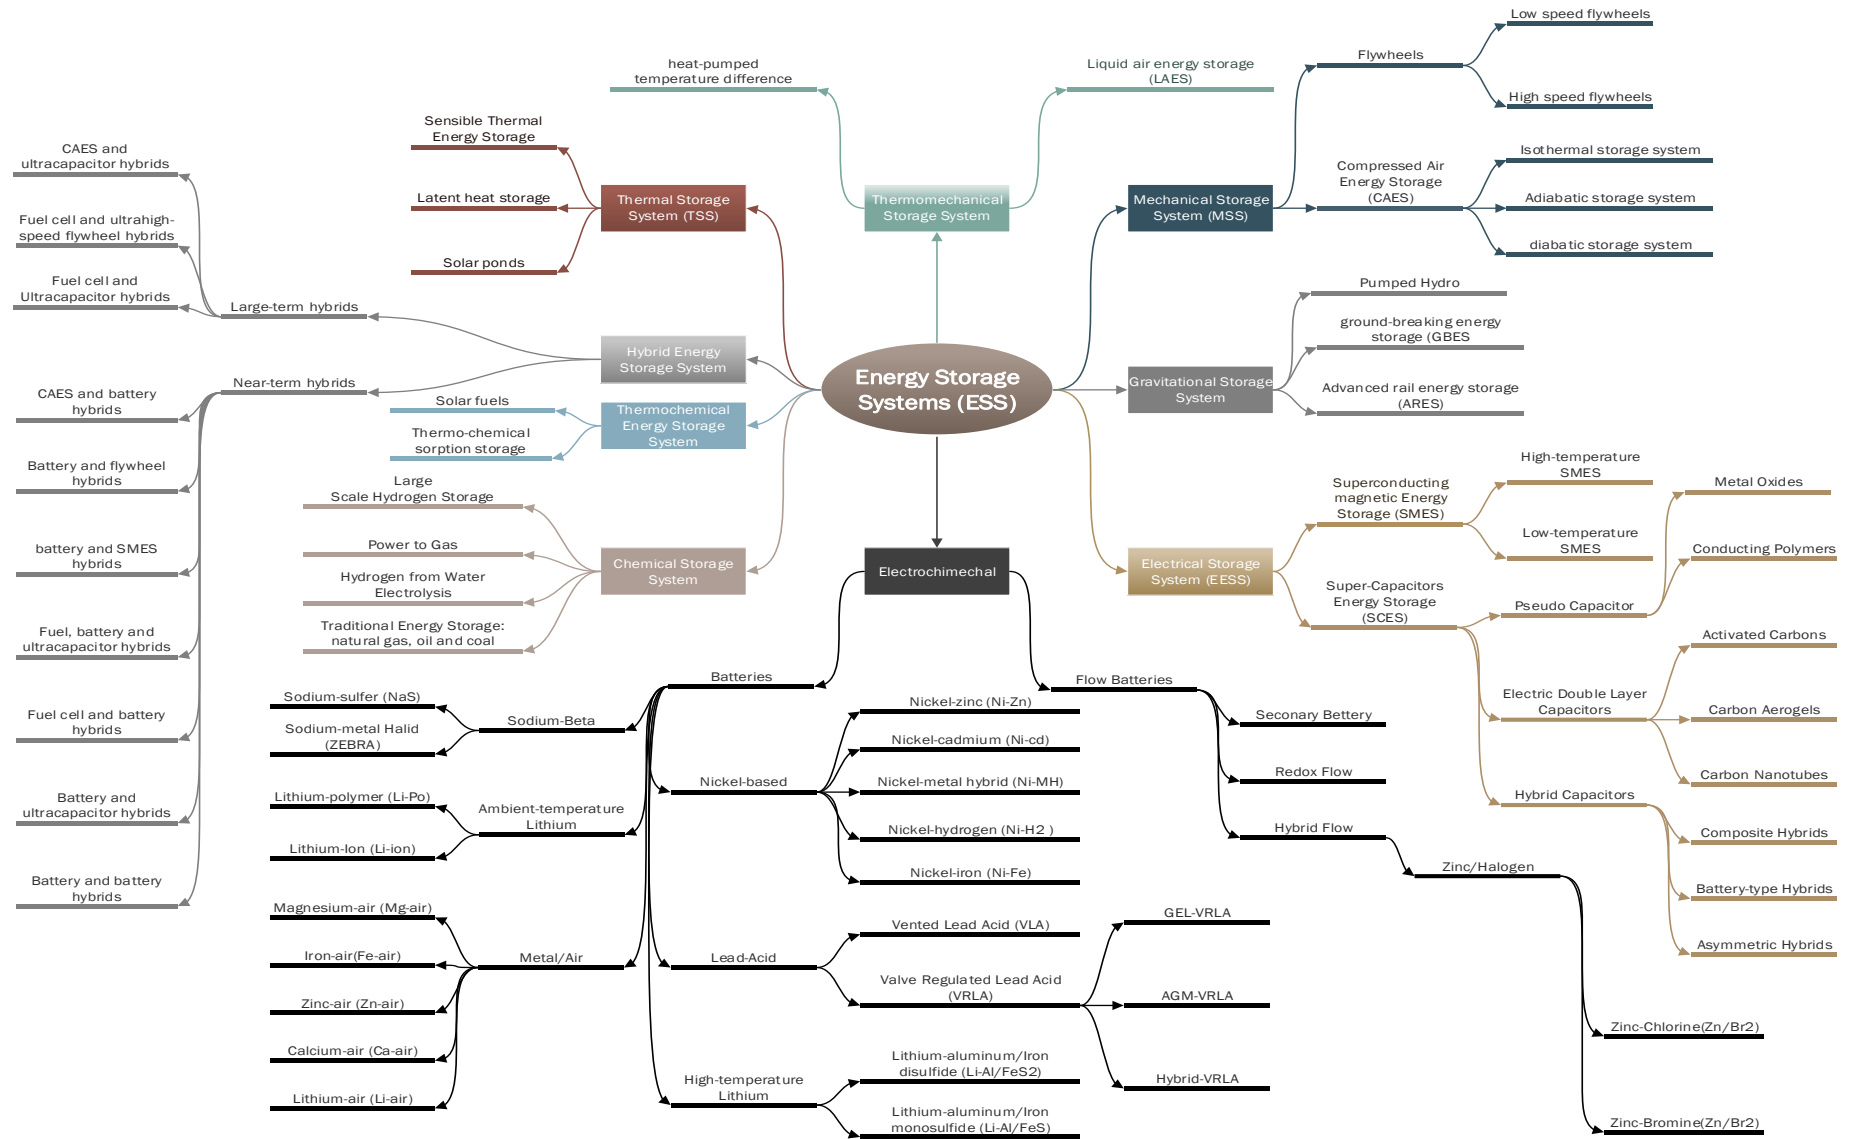 Energy Storage
Systems (ESS)
Thermomechanical
Storage System
heat-pumped
temperature difference
Liquid air energy storage
(LAES)
Mechanical Storage
System (MSS)
Flywheels
Low speed flywheels
High speed flywheels
Compressed Air
Energy Storage
(CAES)
Isothermal storage system
Adiabatic storage system
diabatic storage system
Gravitational Storage
System
Pumped Hydro
ground-breaking energy
storage (GBES
Advanced rail energy storage
(ARES)
Electrical Storage
System (EESS)
Superconducting
magnetic Energy
Storage (SMES)
High-temperature
SMES
Low-temperature
SMES
Super-Capacitors
Energy Storage
(SCES)
Pseudo Capacitor
Metal Oxides
Conducting Polymers
Electric Double Layer
Capacitors
Activated Carbons
Carbon Aerogels
Carbon Nanotubes
Hybrid Capacitors
Composite Hybrids
Battery-type Hybrids
Asymmetric Hybrids
Thermal Storage
System (TSS)
Sensible Thermal
Energy Storage
Latent heat storage
Solar ponds
Hybrid Energy
Storage System
Large-term hybrids
CAES and
ultracapacitor hybrids
Fuel cell and ultrahigh-
speed flywheel hybrids
Fuel cell and
Ultracapacitor hybrids
Near-term hybrids
CAES and battery
hybrids
Battery and flywheel
hybrids
battery and SMES
hybrids
Fuel, battery and
ultracapacitor hybrids
Fuel cell and battery
hybrids
Battery and
ultracapacitor hybrids
Battery and battery
hybrids
Thermochemical
Energy Storage
System
Solar fuels
Thermo-chemical
sorption storage
Chemical Storage
System
Large
Scale Hydrogen Storage
Power to Gas
Hydrogen from Water
Electrolysis
Traditional Energy Storage:
natural gas, oil and coal
Electrochimechal
Batteries
Sodium-Beta
Sodium-sulfer (NaS)
Sodium-metal Halid
(ZEBRA)
Ambient-temperature
Lithium
Lithium-polymer (Li-Po)
Lithium-Ion (Li-ion)
Metal/Air
Magnesium-air (Mg-air)
Iron-air(Fe-air)
Zinc-air (Zn-air)
Calcium-air (Ca-air)
Lithium-air (Li-air)
Nickel-based
Nickel-zinc (Ni-Zn)
Nickel-cadmium (Ni-cd)
Nickel-metal hybrid (Ni-MH)
Nickel-hydrogen (Ni-H2 )
Nickel-iron (Ni-Fe)
Lead-Acid
Vented Lead Acid (VLA)
Valve Regulated Lead Acid
(VRLA)
GEL-VRLA
AGM-VRLA
Hybrid-VRLA
High-temperature
Lithium
Lithium-aluminum/Iron
disulfide (Li-Al/FeS2)
Lithium-aluminum/Iron
monosulfide (Li-Al/FeS)
Flow Batteries
Seconary Bettery
Redox Flow
Hybrid Flow
Zinc/Halogen
Zinc-Chlorine(Zn/Br2)
Zinc-Bromine(Zn/Br2)